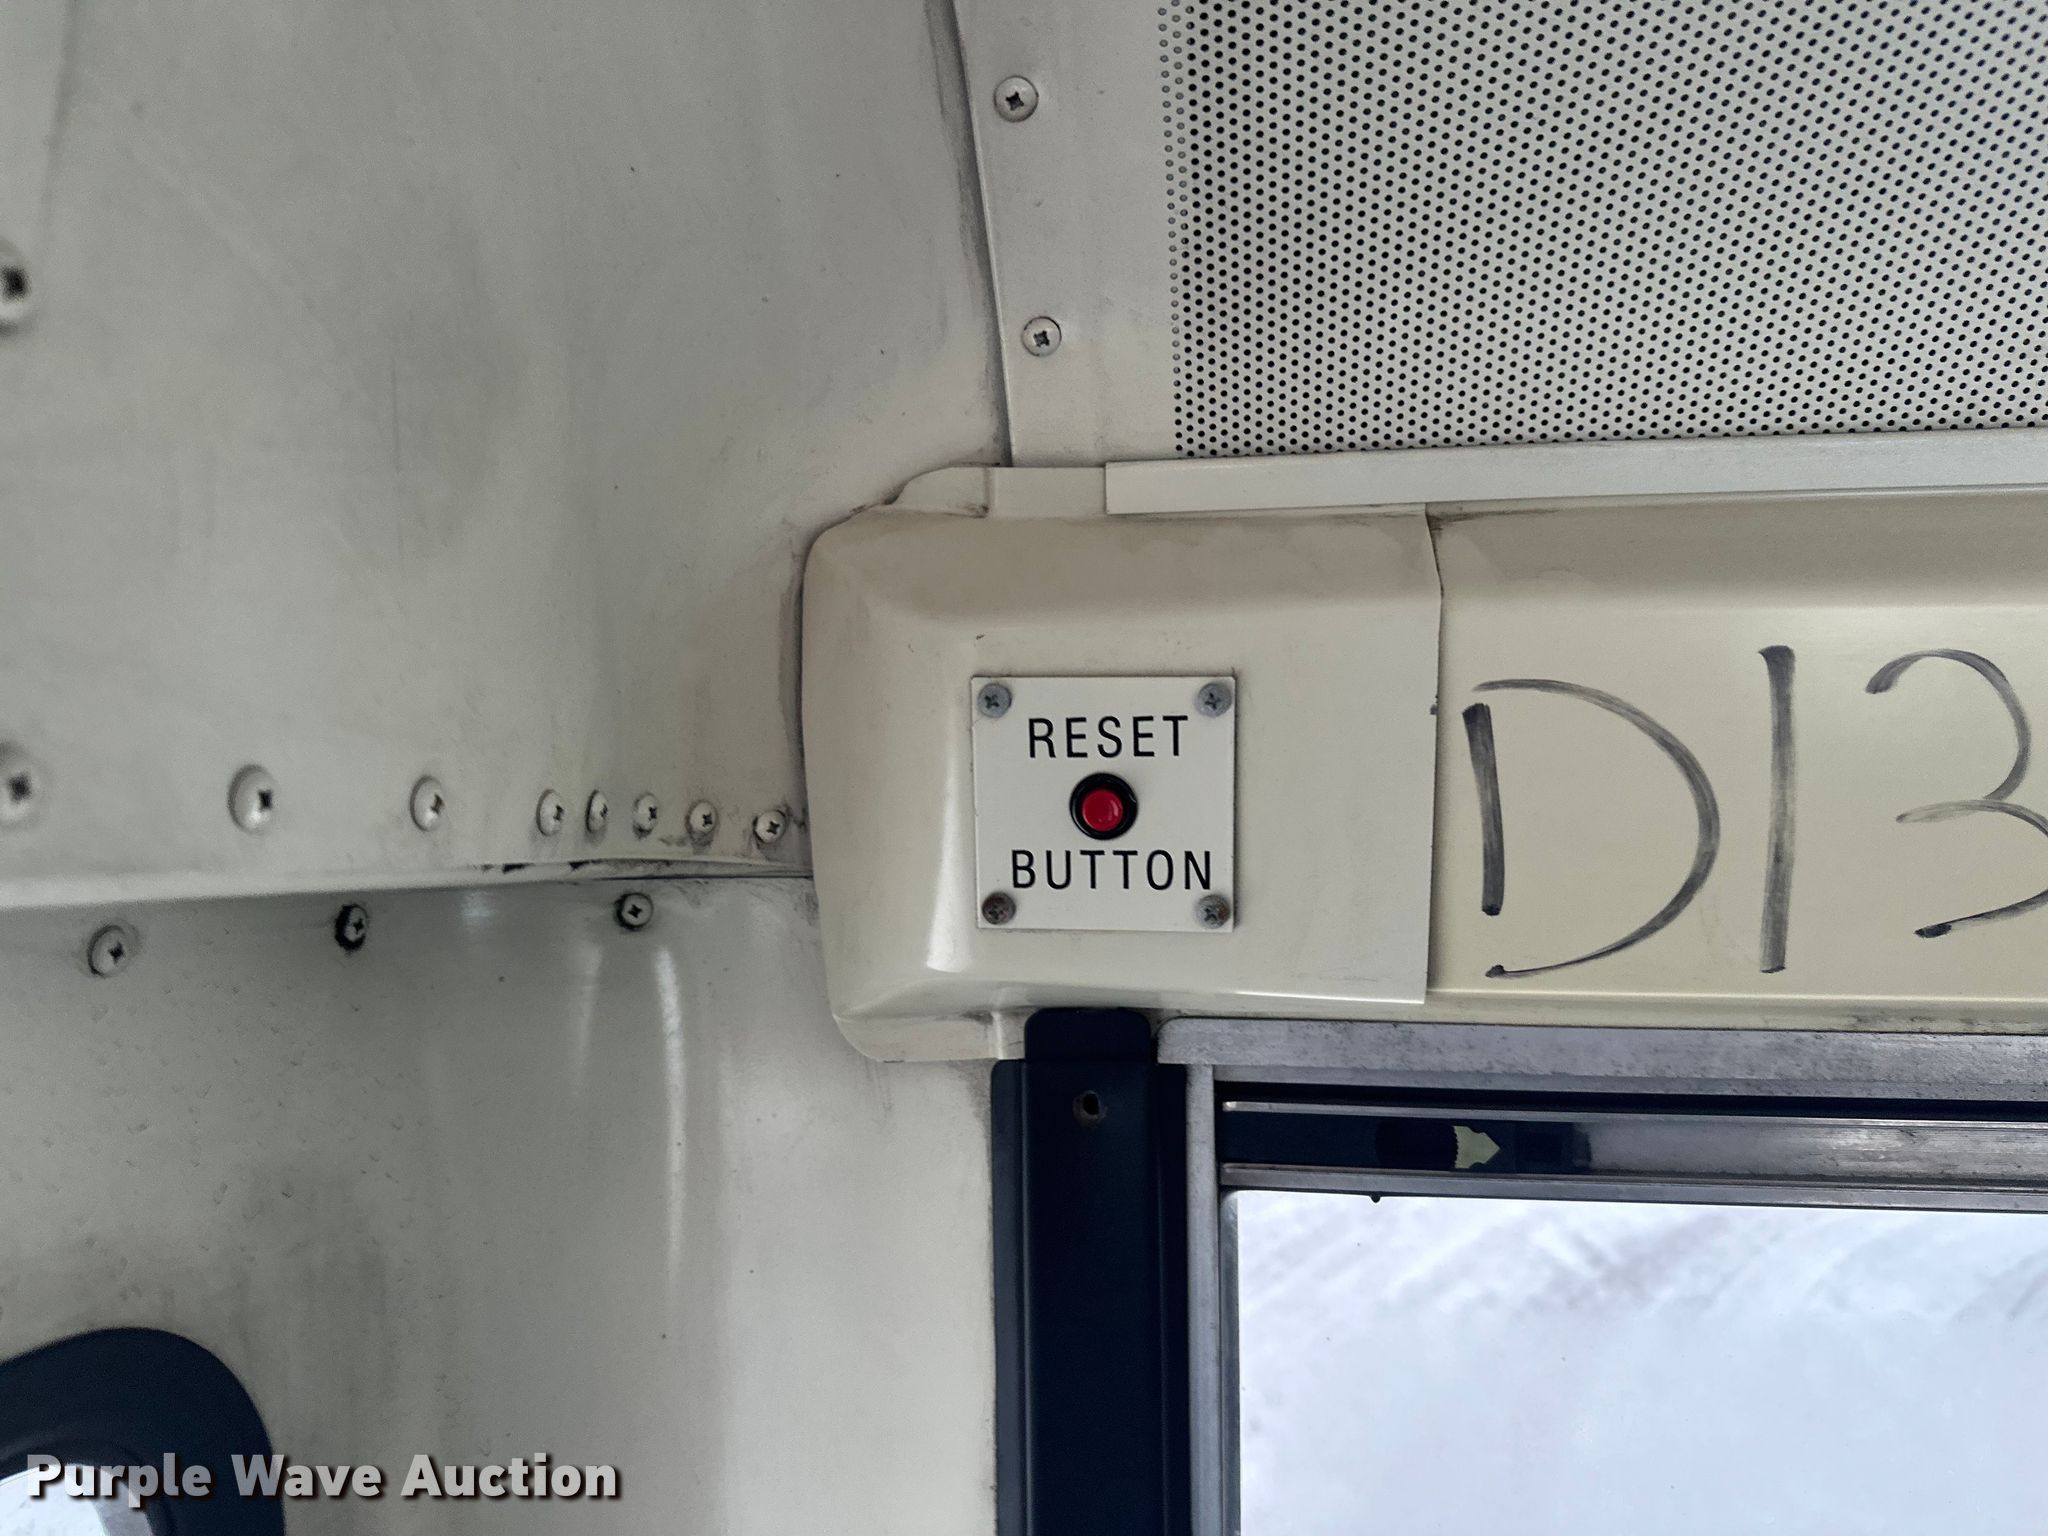 RESET
BUTTON
D13
Purple Wave Auction